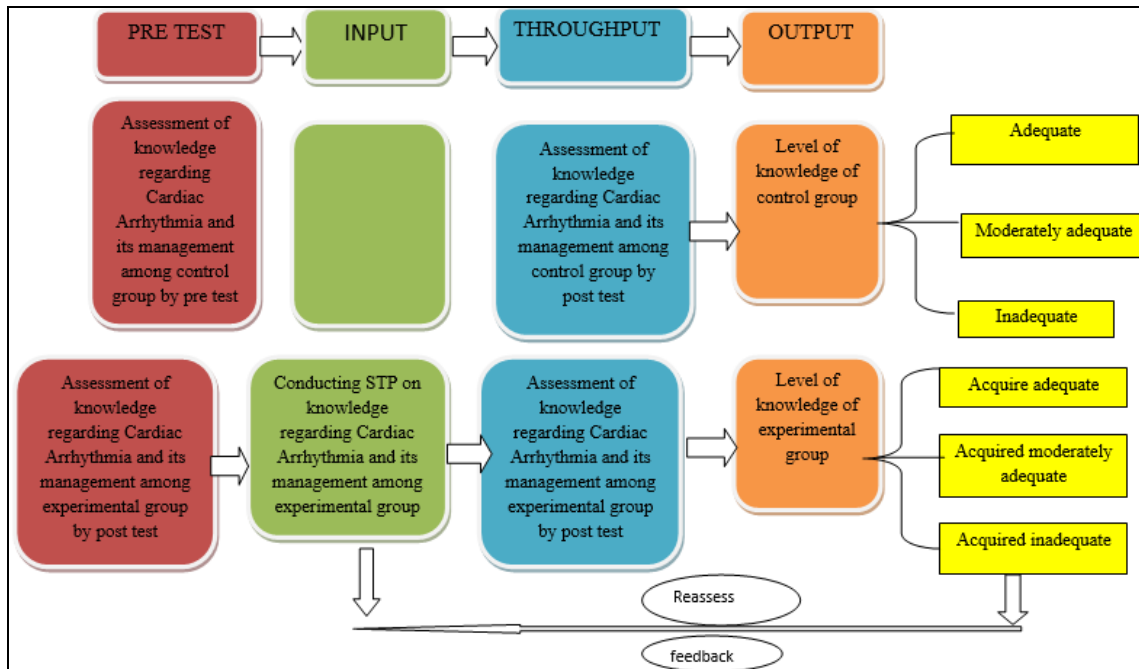 PRE TEST
INPUT
THROUGHPUT
OUTPUT
Assessment of
knowledge
regarding
Cardiac
Arrhythmia and
its management
among control
group by pre test
Assessment of
knowledge
regarding Cardiac
Arrhythmia and its
management among
control group by
post test
Level of
knowledge of
control group
Adequate
Moderately adequate
Inadequate
Assessment of
knowledge
regarding Cardiac
Arrhythmia and its
management among
experimental group
by post test
Conducting STP on
knowledge
regarding Cardiac
Arrhythmia and its
management among
experimental group
Assessment of
knowledge
regarding Cardiac
Arrhythmia and its
management among
experimental group by
post test
Level of
knowledge of
experimental
group
Acquire adequate
Acquired moderately
adequate
Acquired inadequate
Reassess
feedback